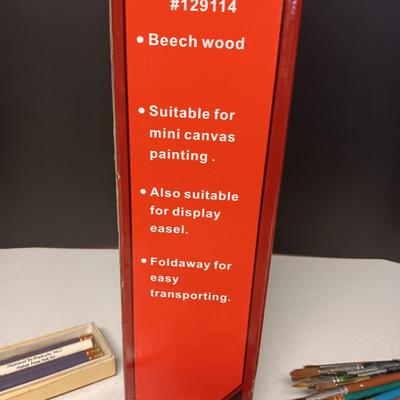 #129114
• Beech wood
• Suitable for
mini canvas
painting .
• Also suitable
for display
easel.
• Foldaway for
easy
transporting.